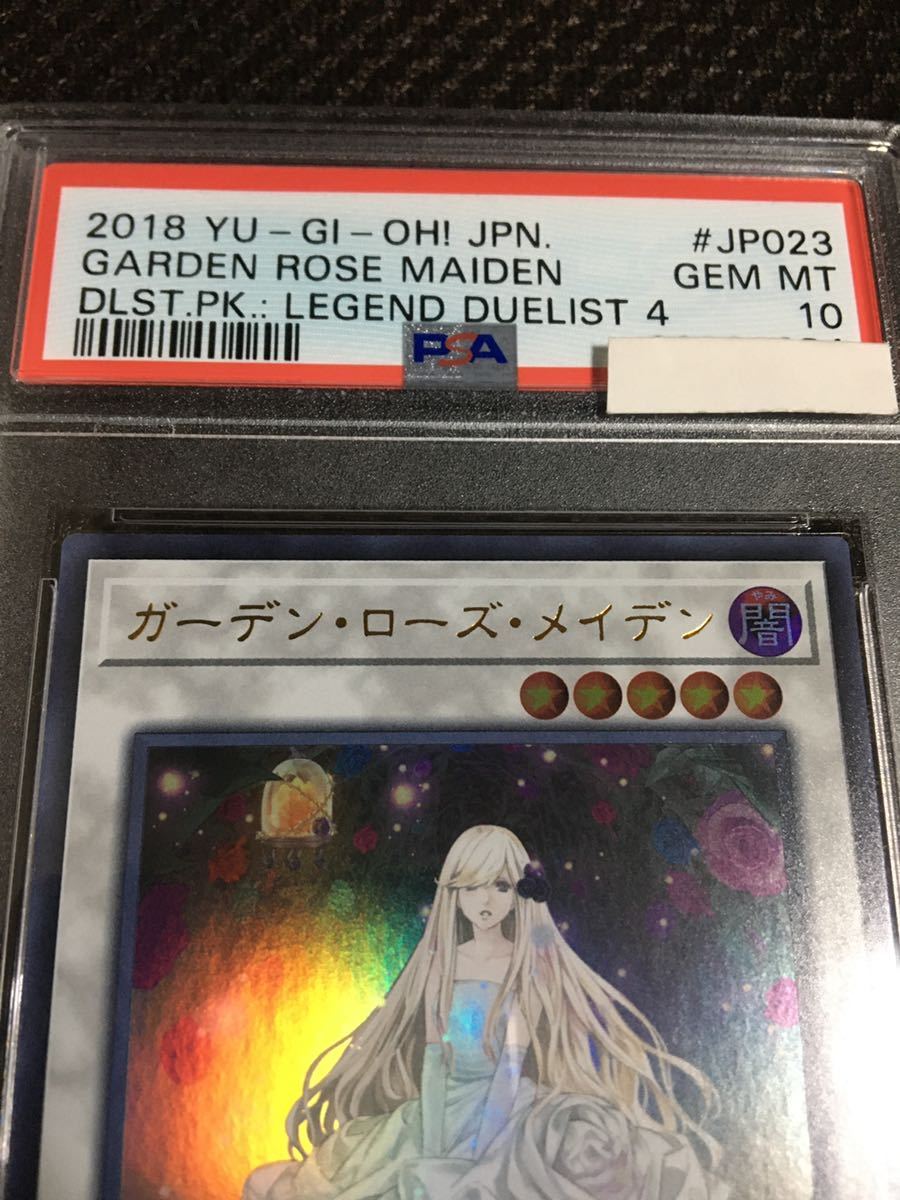 2018 YU-GI-OH! JPN. #JP023
GARDEN ROSE MAIDEN GEM MT
DLST.PK.: LEGEND DUELIST 4 10
PSA
ガーデン・ローズ・メイデン
やみ
闇